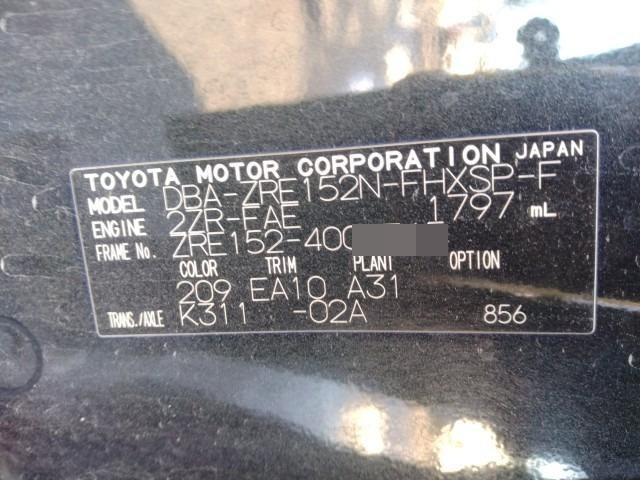 TOYOTA MOTOR CORPORATION JAPAN
MODEL DBA-ZRE152N-FHXSP-F
ENGINE 2ZR-FAE 1797 mL
FRAME No. ZRE152-400
COLOR TRIM PLANT OPTION
209 EA10 A31
TRANS./AXLE K311 -02A 856